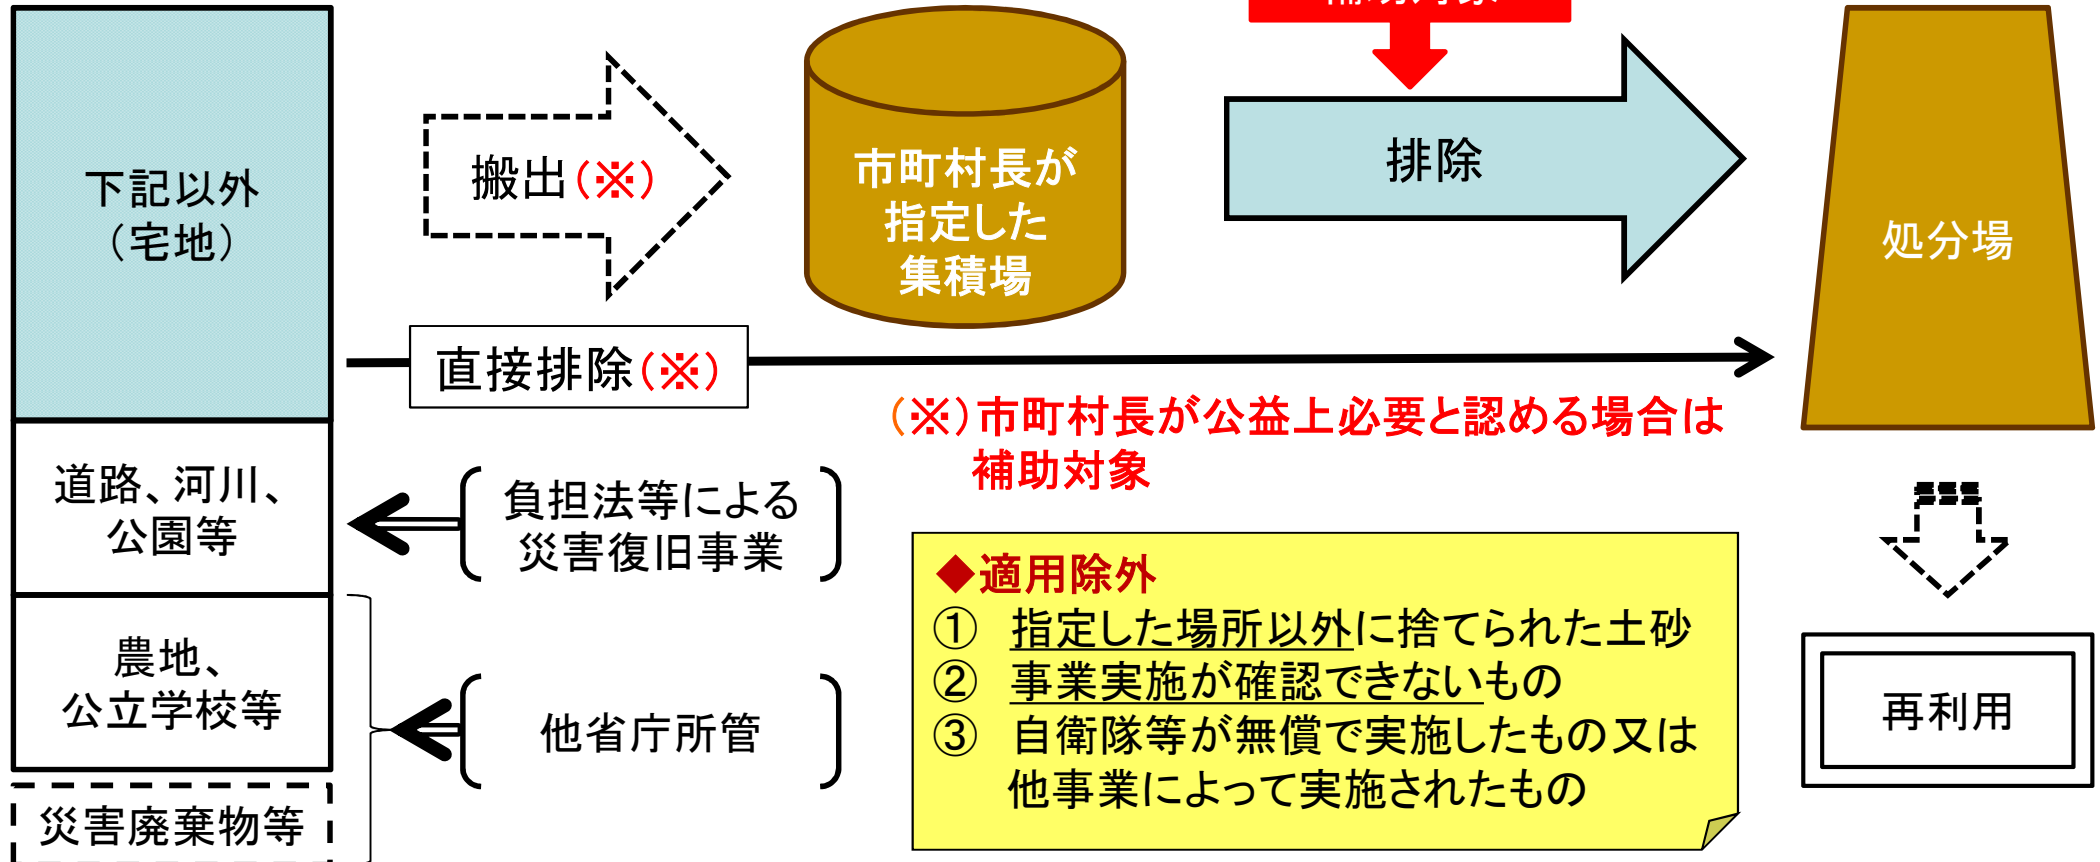 補助対象
下記以外
（宅地）
搬出（※）
市町村長が
指定した
集積場
排除
処分場
直接排除（※）
（※）市町村長が公益上必要と認める場合は
補助対象
道路、河川、
公園等
負担法等による
災害復旧事業
農地、
公立学校等
他省庁所管
災害廃棄物等
◆適用除外
① 指定した場所以外に捨てられた土砂
② 事業実施が確認できないもの
③ 自衛隊等が無償で実施したもの又は
他事業によって実施されたもの
再利用